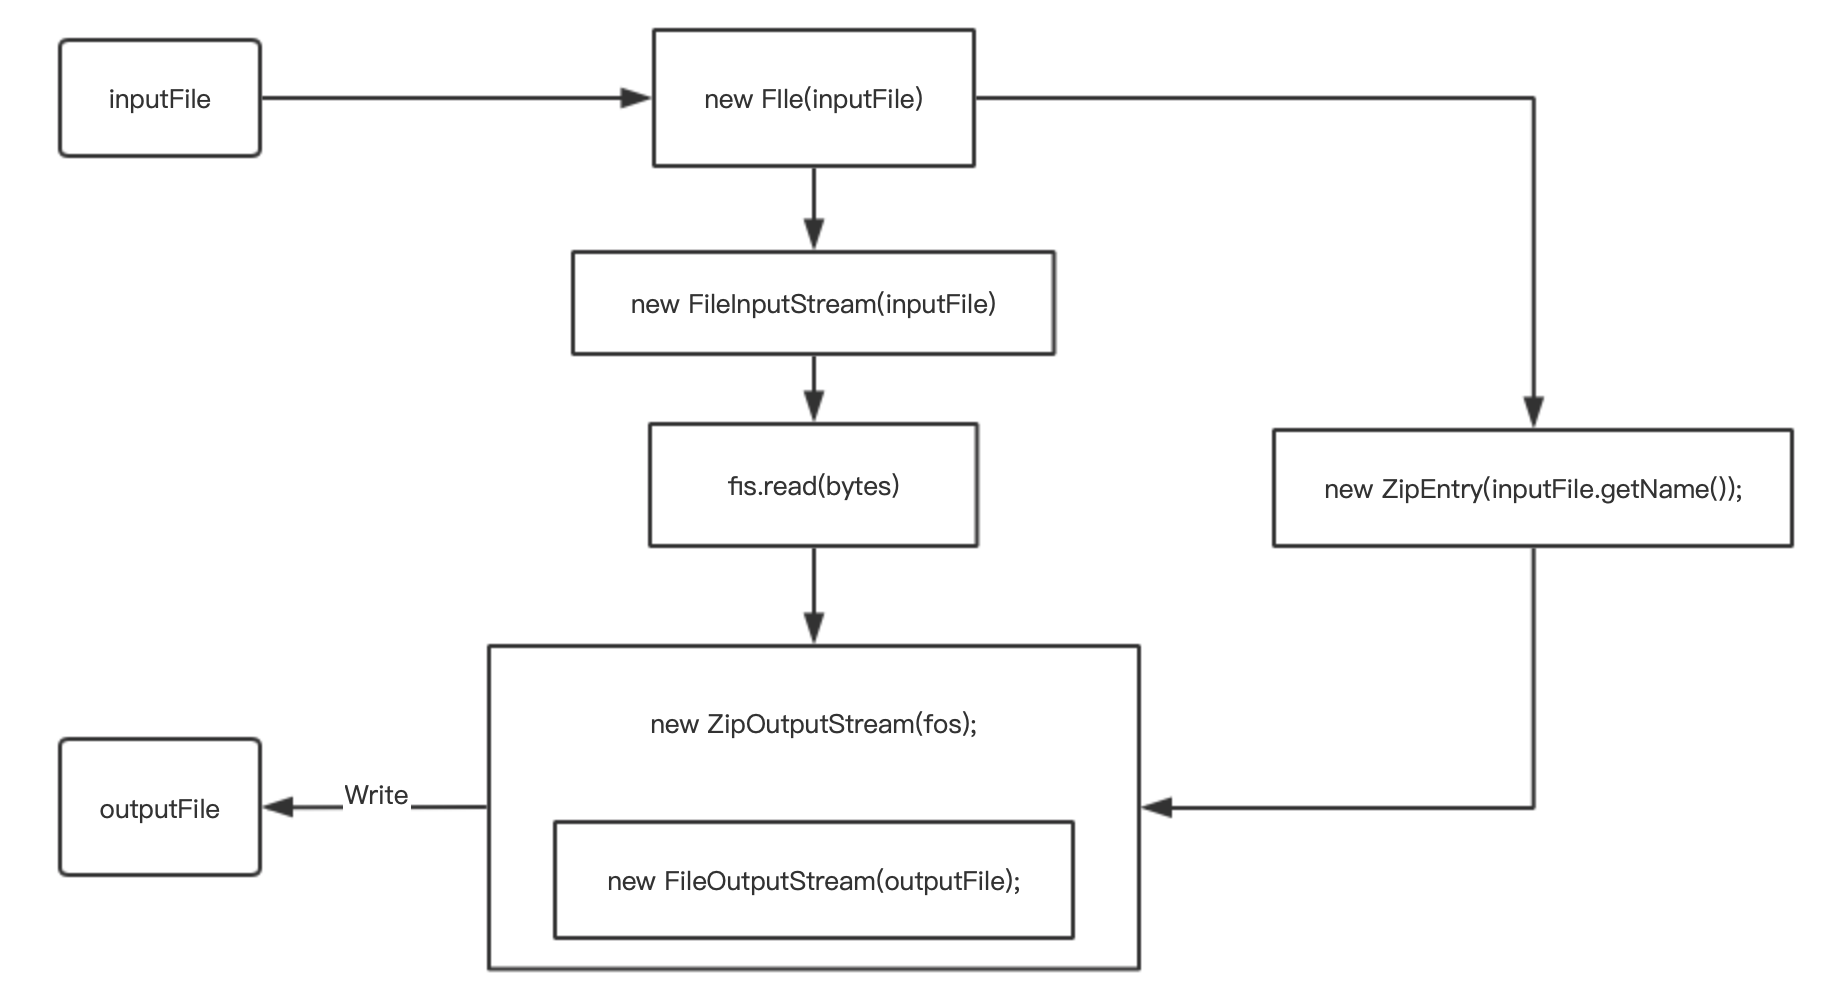 inputFile
new FIle(inputFile)
new FileInputStream(inputFile)
fis.read(bytes)
new ZipEntry(inputFile.getName());
new ZipOutputStream(fos);
Write
outputFile
new FileOutputStream(outputFile);